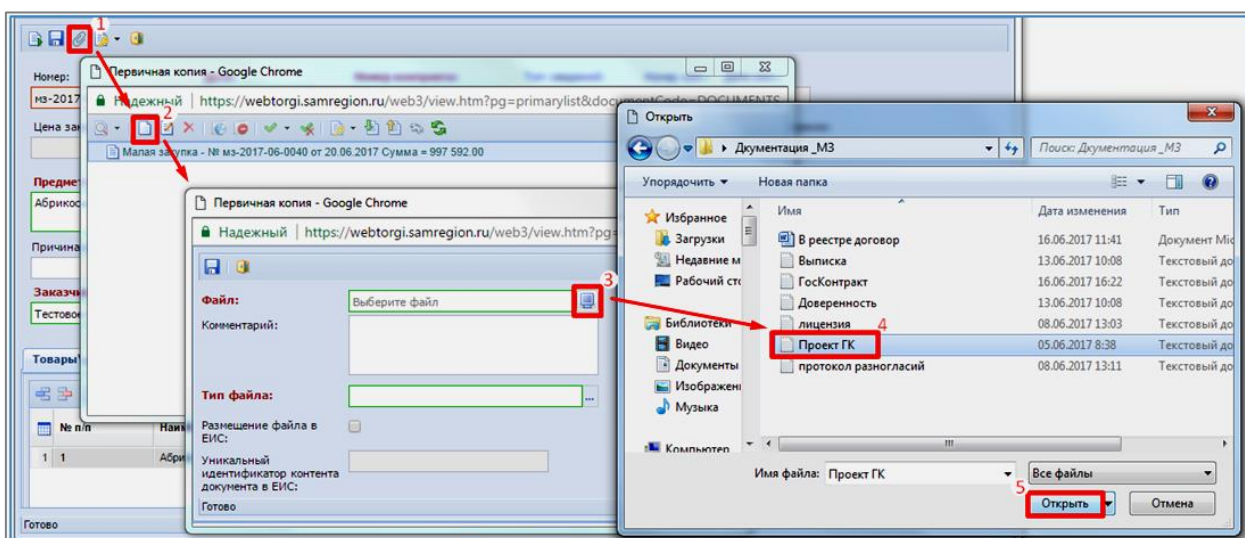 1
Номер:
мз-2017
Цена зак
Предмет
Абрикос
Причина
Заказчи
Тестовое
Товары
№ п/п
Наим
1 1
Абри
Готово
Первичная копия - Google Chrome
Надежный | https://webtorgi.samregion.ru/web3/view.htm?pg=primarylist&documentCode=DOCUMENTS
2
Малая закупка - № мз-2017-06-0040 от 20.06.2017 Сумма = 997 592.00
Первичная копия - Google Chrome
Надежный | https://webtorgi.samregion.ru/web3/view.htm?pg=
3
Файл:
Выберите файл
Комментарий:
Тип файла:
...
Размещение файла в
ЕИС:
Уникальный
идентификатор контента
документа в ЕИС:
Готово
Открыть
Дкументация _МЗ
Поиск: Дкументация_МЗ
Упорядочить
Новая папка
Избранное
Загрузки
Недавние м
Рабочий сто
Библиотеки
Видео
Документы
Изображени
Музыка
Компьютер
Имя
Дата изменения
Тип
В реестре договор
16.06.2017 11:41
Документ Mic
Выписка
13.06.2017 10:08
Текстовый до
ГосКонтракт
16.06.2017 16:22
Текстовый до
Доверенность
13.06.2017 10:08
Текстовый до
лицензия
4
08.06.2017 13:03
Текстовый до
Проект ГК
05.06.2017 8:38
Текстовый до
протокол разногласий
08.06.2017 13:11
Текстовый до
Имя файла: Проект ГК
Все файлы
5
Открыть
Отмена